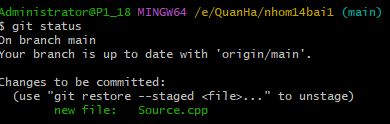 Administrator@P1_18 MINGW64 /e/QuanHa/nhom14bai1 (main)
$ git status
On branch main
Your branch is up to date with 'origin/main'.

Changes to be committed:
  (use "git restore --staged <file>..." to unstage)
        new file:   Source.cpp